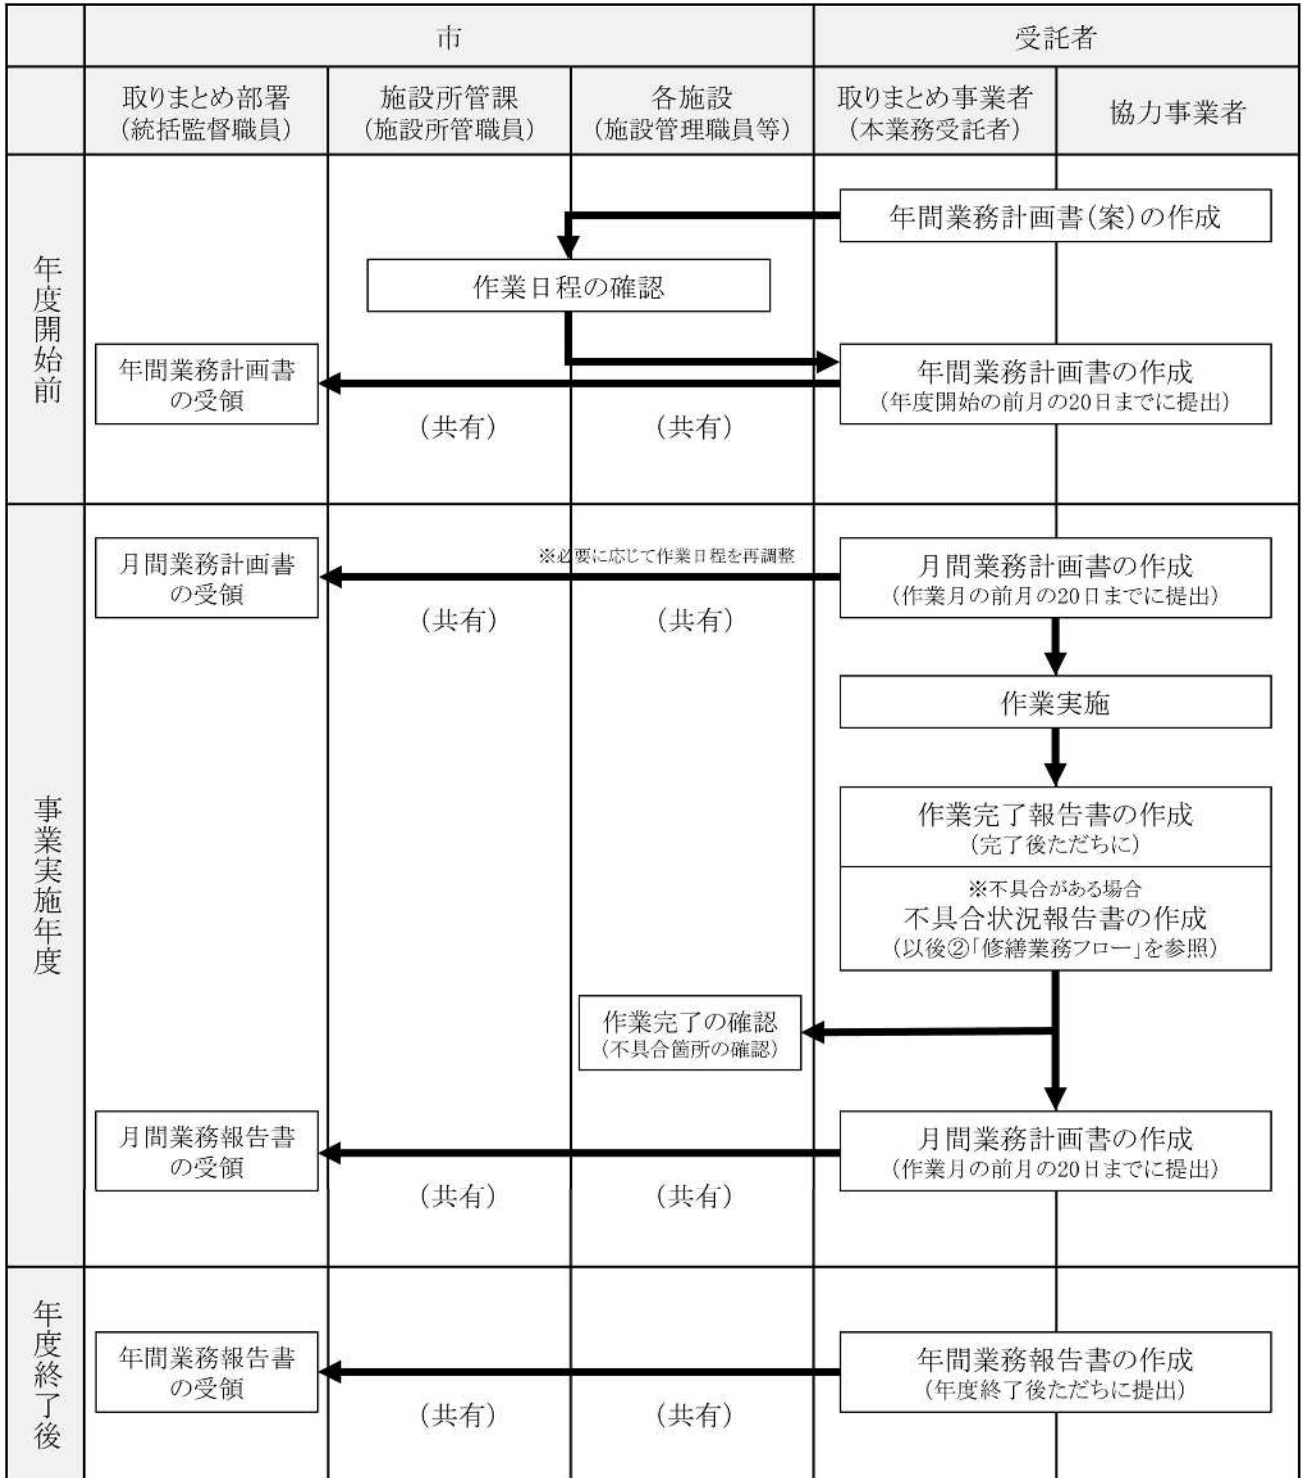 市
受託者
取りまとめ部署
(統括監督職員)
施設所管課
(施設所管職員)
各施設
(施設管理職員等)
取りまとめ事業者
(本業務受託者)
協力事業者
年度開始前
年間業務計画書(案)の作成
作業日程の確認
年間業務計画書
の受領
(共有)
(共有)
年間業務計画書の作成
(年度開始の前月の20日までに提出)
事業実施年度
月間業務計画書
の受領
※必要に応じて作業日程を再調整
(共有)
(共有)
月間業務計画書の作成
(作業月の前月の20日までに提出)
作業実施
作業完了報告書の作成
(完了後ただちに)
※不具合がある場合
不具合状況報告書の作成
(以後②「修繕業務フロー」を参照)
作業完了の確認
(不具合箇所の確認)
月間業務報告書
の受領
(共有)
(共有)
月間業務計画書の作成
(作業月の前月の20日までに提出)
年度終了後
年間業務報告書
の受領
(共有)
(共有)
年間業務報告書の作成
(年度終了後ただちに提出)